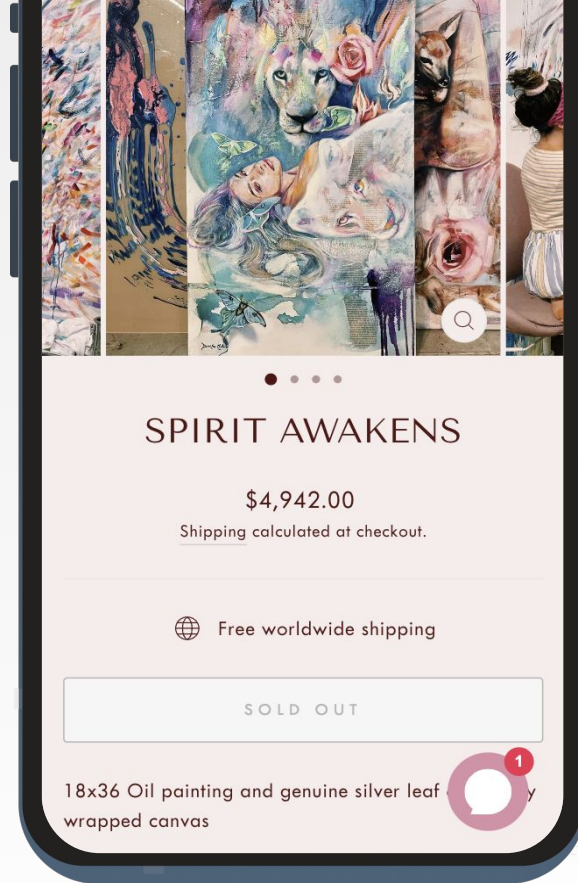 SPIRIT AWAKENS
$4,942.00
Shipping calculated at checkout.
Free worldwide shipping
SOLD OUT
1
18x36 Oil painting and genuine silver leaf
wrapped canvas